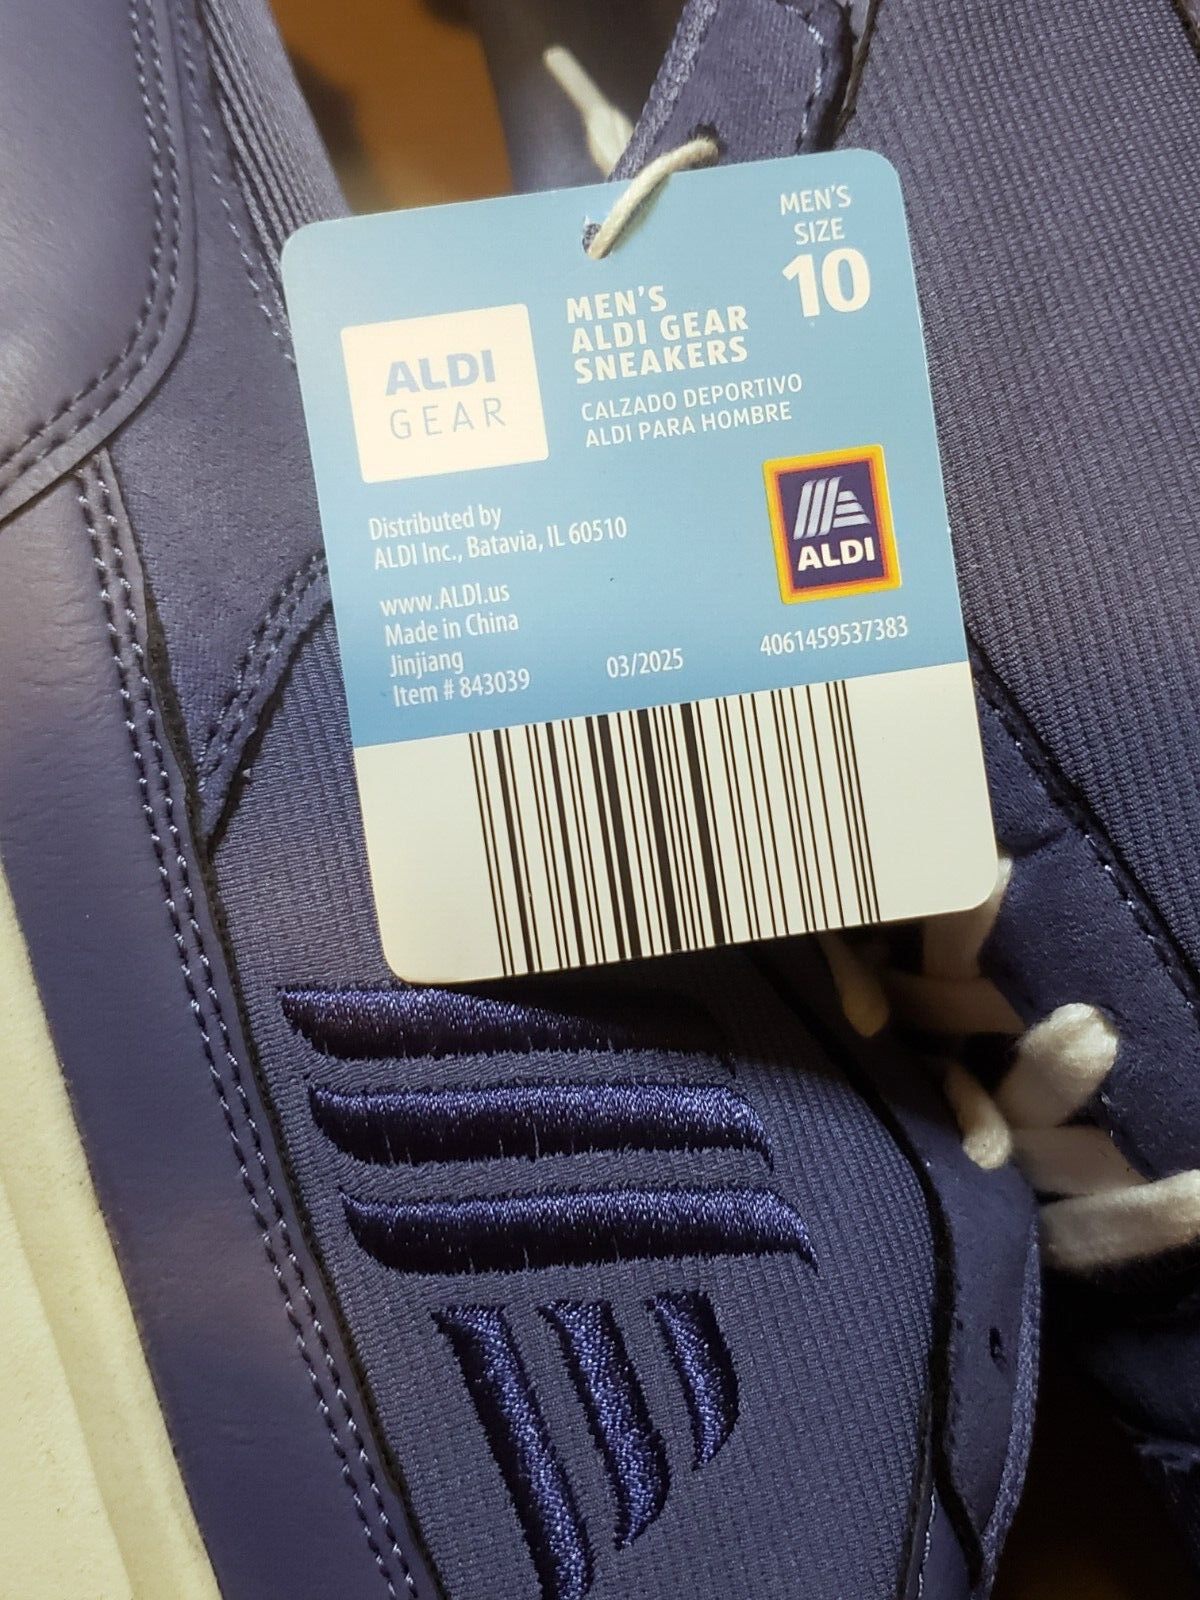 MEN'S
SIZE
10
ALDI
GEAR
MEN'S
ALDI GEAR
SNEAKERS
CALZADO DEPORTIVO
ALDI PARA HOMBRE
Distributed by
ALDI Inc., Batavia, IL 60510
www.ALDI.us
Made in China
Jinjiang
Item # 843039
03/2025
ALDI
4061459537383